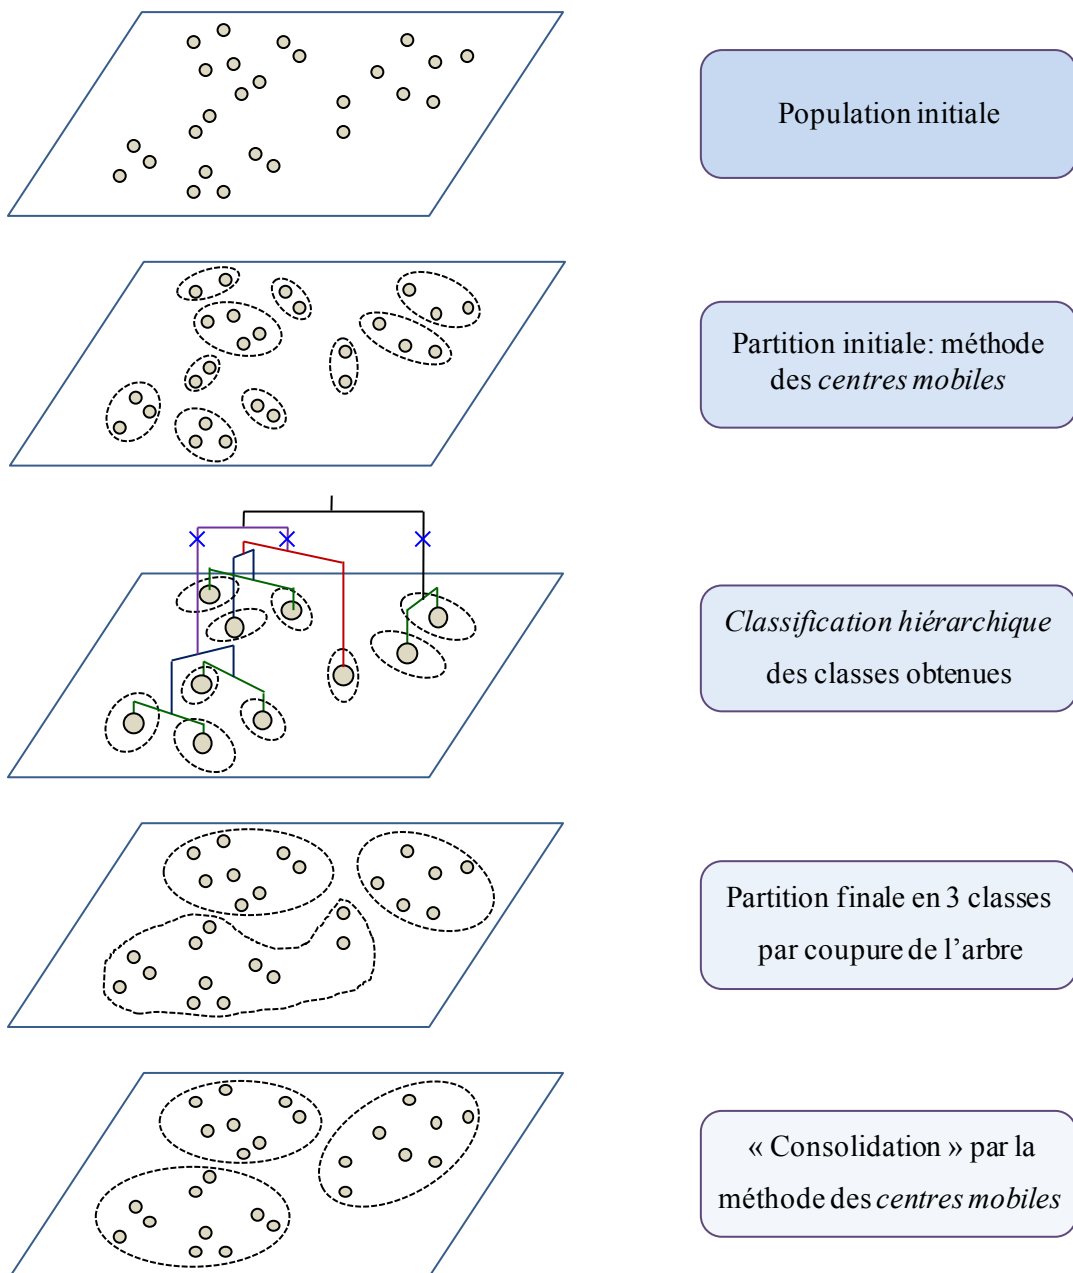 Population initiale
Partition initiale: méthode
des centres mobiles
Classification hiérarchique
des classes obtenues
Partition finale en 3 classes
par coupure de l’arbre
« Consolidation » par la
méthode des centres mobiles